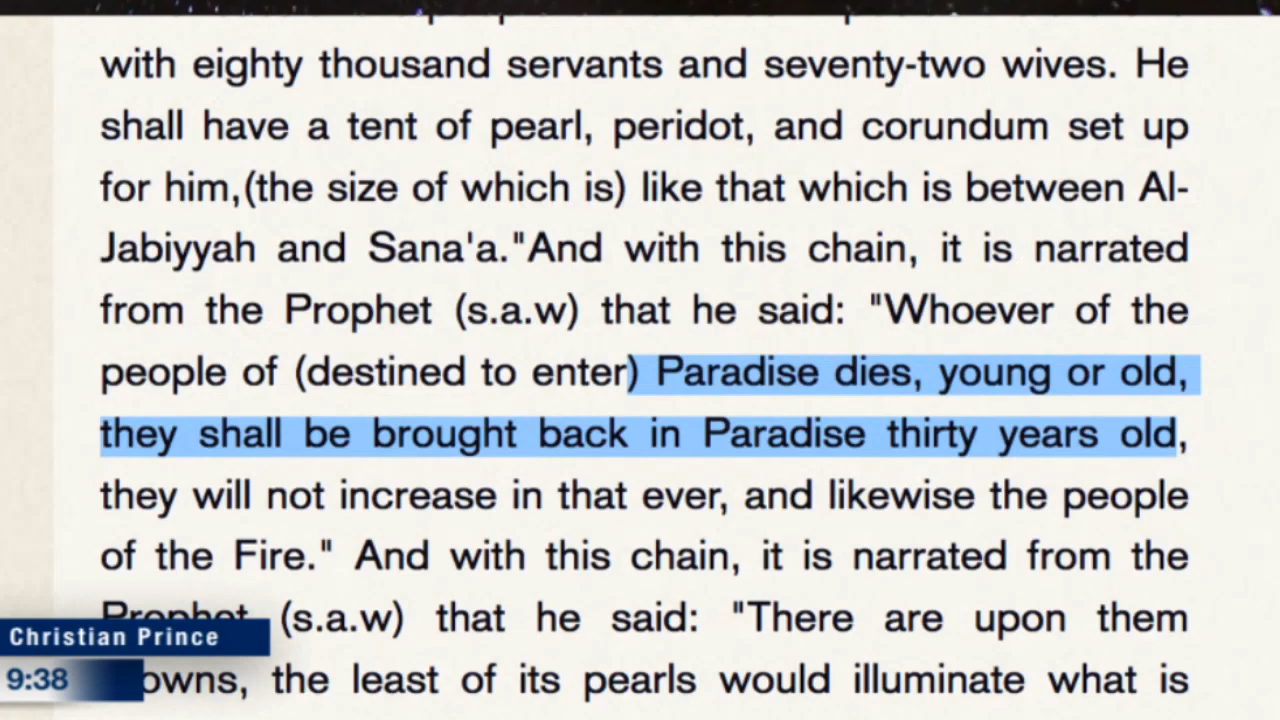 with eighty thousand servants and seventy-two wives. He
shall have a tent of pearl, peridot, and corundum set up
for him,(the size of which is) like that which is between Al-
Jabiyyah and Sana'a."And with this chain, it is narrated
from the Prophet (s.a.w) that he said: "Whoever of the
people of (destined to enter) Paradise dies, young or old,
they shall be brought back in Paradise thirty years old,
they will not increase in that ever, and likewise the people
of the Fire." And with this chain, it is narrated from the
Prophet (s.a.w) that he said: "There are upon them
owns, the least of its pearls would illuminate what is
Christian Prince
9:38